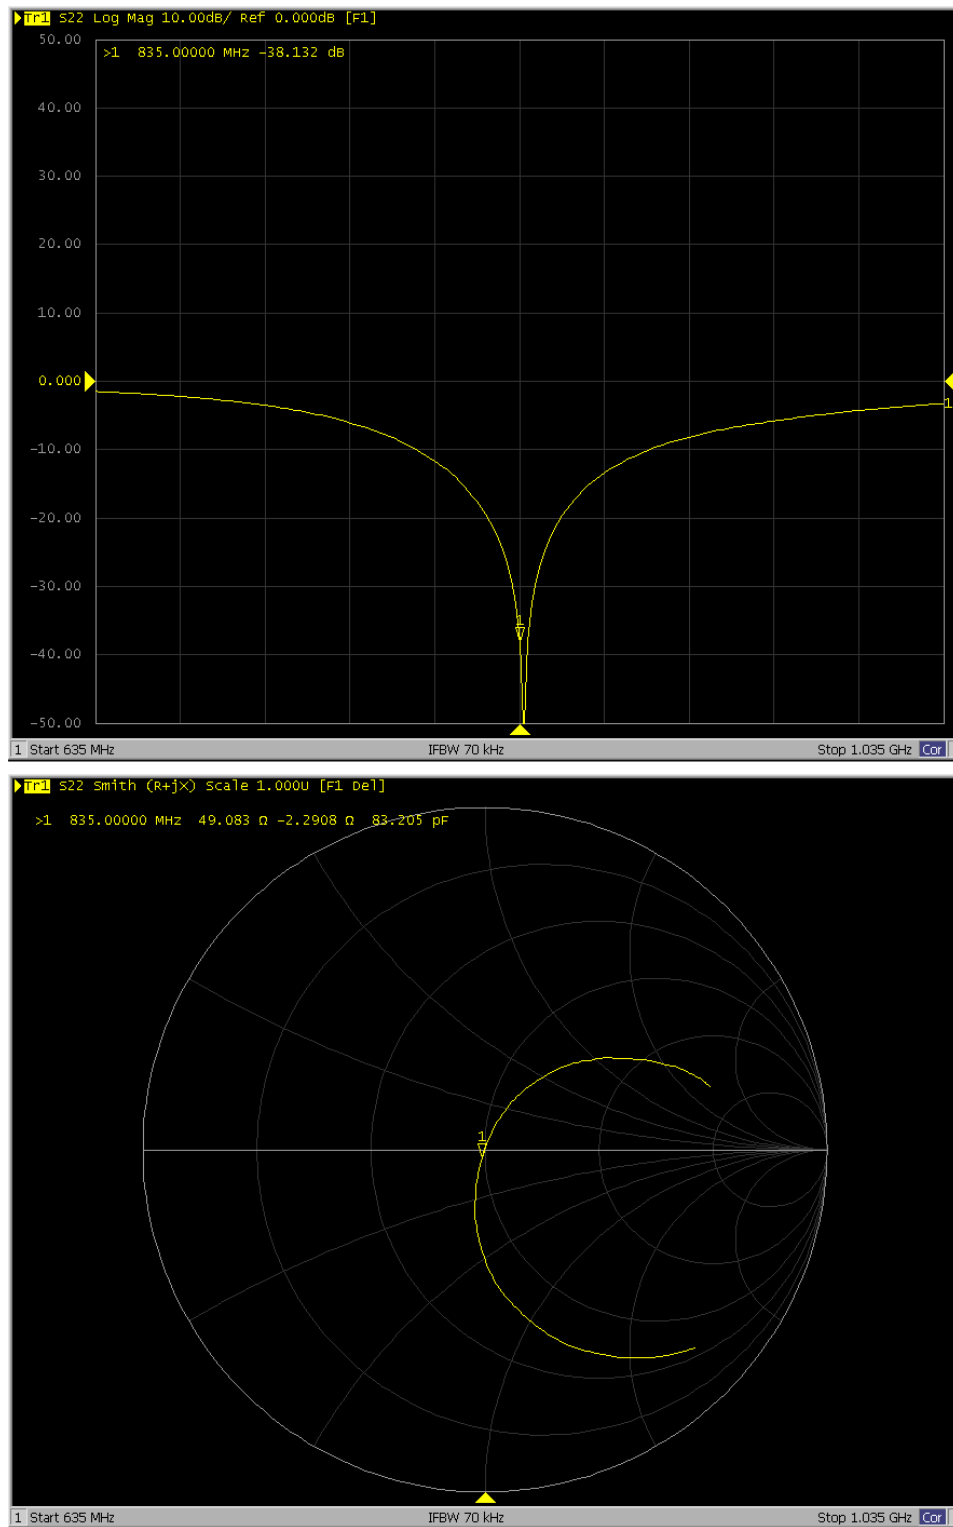 Tr1 S22 Log Mag 10.00dB/ Ref 0.000dB [F1]
50.00
>1 835.00000 MHz -38.132 dB
40.00
30.00
20.00
10.00
0.000
1
-10.00
-20.00
-30.00
1
-40.00
-50.00
1 Start 635 MHz IFBW 70 kHz Stop 1.035 GHz Cor
Tr1 S22 Smith (R+jX) Scale 1.000U [F1 Del]
>1 835.00000 MHz 49.083 Ω -2.2908 Ω 83.205 pF
1
1 Start 635 MHz IFBW 70 kHz Stop 1.035 GHz Cor